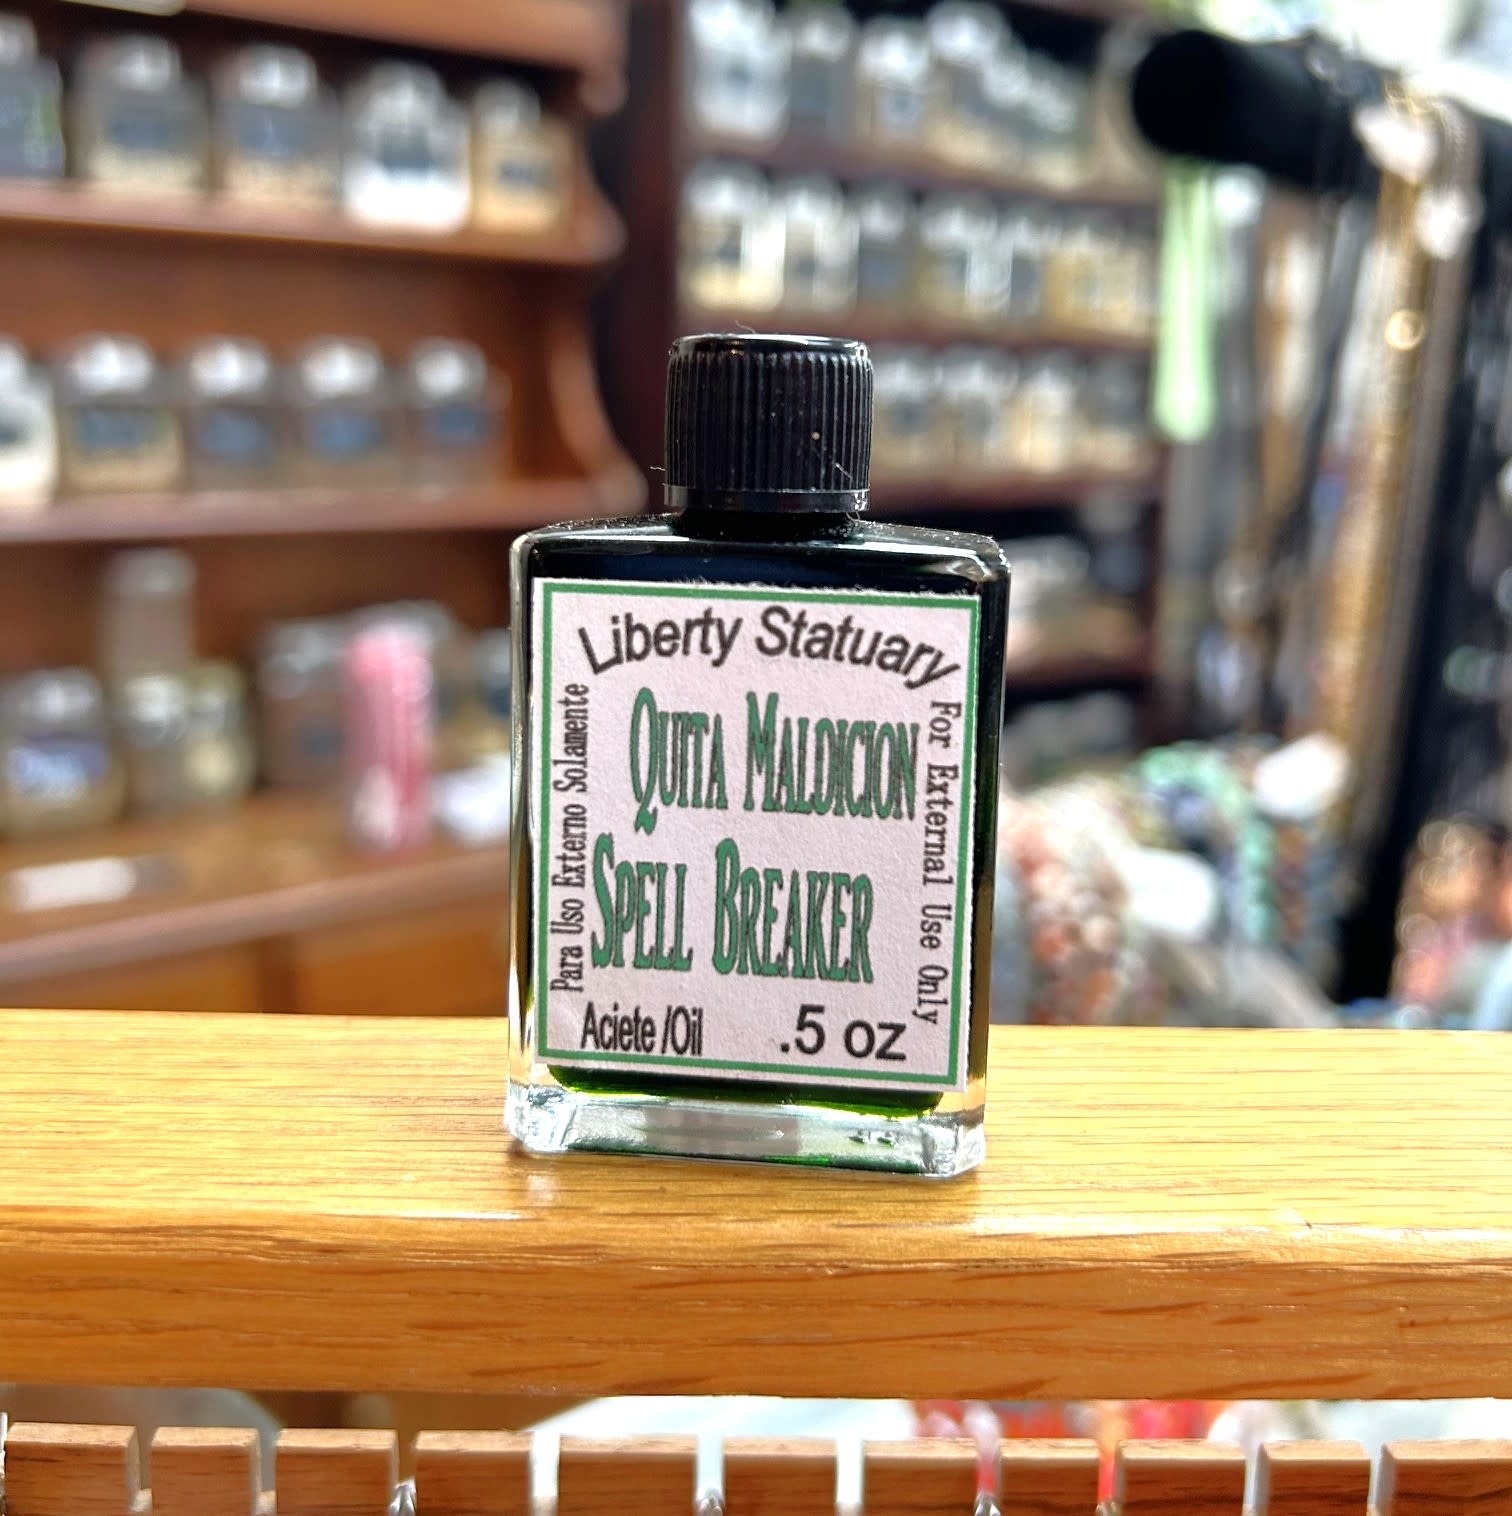 Liberty Statuary
Para Uso Externo Solamente
QUITA MALDICION
SPELL BREAKER
For External Use Only
Aciete /Oil .5 oz